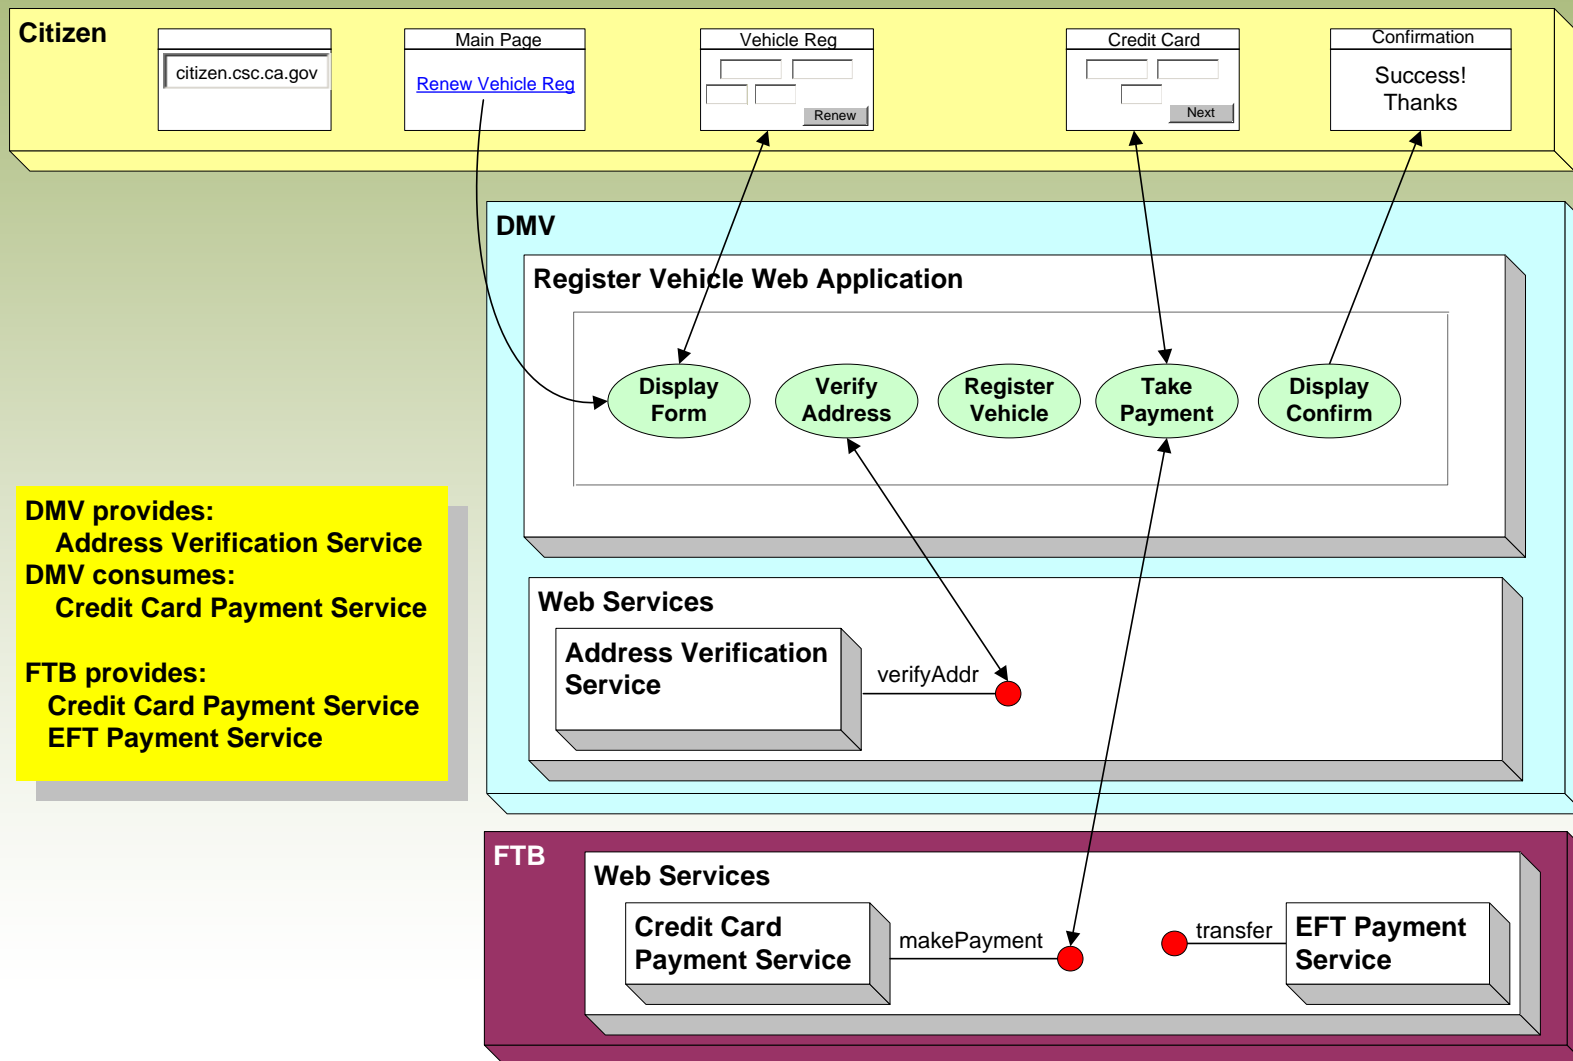 Citizen
citizen.csc.ca.gov
Main Page
Renew Vehicle Reg
Vehicle Reg
Renew
Credit Card
Next
Confirmation
Success!
Thanks
DMV
Register Vehicle Web Application
Display
Form
Verify
Address
Register
Vehicle
Take
Payment
Display
Confirm
DMV provides:
Address Verification Service
DMV consumes:
Credit Card Payment Service
FTB provides:
Credit Card Payment Service
EFT Payment Service
Web Services
Address Verification
Service
verifyAddr
FTB
Web Services
Credit Card
Payment Service
makePayment
transfer
EFT Payment
Service